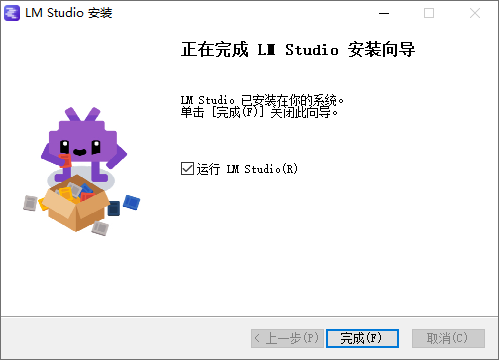 LM Studio 安装
正在完成 LM Studio 安装向导
LM Studio 已安装在你的系统。
单击 [完成(F)] 关闭此向导。
运行 LM Studio(R)
< 上一步(P)
完成(F)
取消(C)